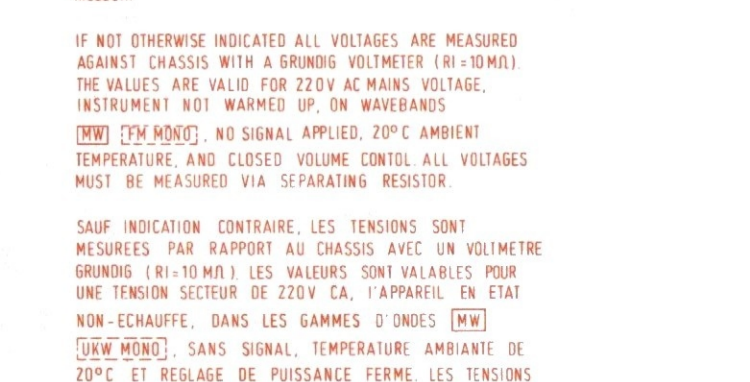 IF NOT OTHERWISE INDICATED ALL VOLTAGES ARE MEASURED
AGAINST CHASSIS WITH A GRUNDIG VOLTMETER (RI=10MΩ).
THE VALUES ARE VALID FOR 220V AC MAINS VOLTAGE,
INSTRUMENT NOT WARMED UP, ON WAVEBANDS
MW FM MONO, NO SIGNAL APPLIED, 20°C AMBIENT
TEMPERATURE, AND CLOSED VOLUME CONTOL. ALL VOLTAGES
MUST BE MEASURED VIA SEPARATING RESISTOR.
SAUF INDICATION CONTRAIRE, LES TENSIONS SONT
MESUREES PAR RAPPORT AU CHASSIS AVEC UN VOLTMETRE
GRUNDIG (RI=10MΩ). LES VALEURS SONT VALABLES POUR
UNE TENSION SECTEUR DE 220V CA, l'APPAREIL EN ETAT
NON-ECHAUFFE, DANS LES GAMMES D'ONDES MW
UKW MONO, SANS SIGNAL, TEMPERATURE AMBIANTE DE
20°C ET REGLAGE DE PUISSANCE FERME. LES TENSIONS